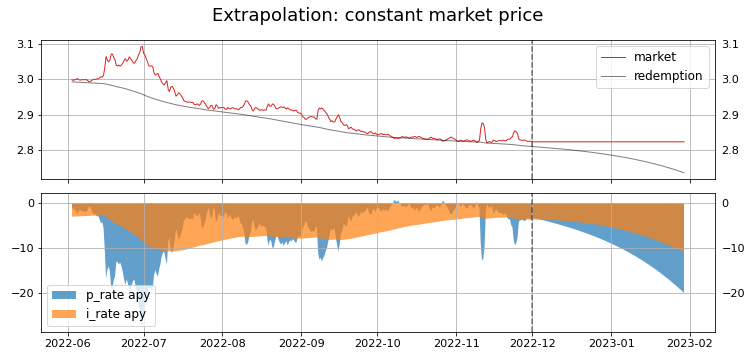 Extrapolation: constant market price
3.1 3.1
3.0 3.0
2.9 2.9
2.8 2.8
market
redemption
0 0
−10 −10
−20 −20
p_rate apy
i_rate apy
2022-06 2022-07 2022-08 2022-09 2022-10 2022-11 2022-12 2023-01 2023-02